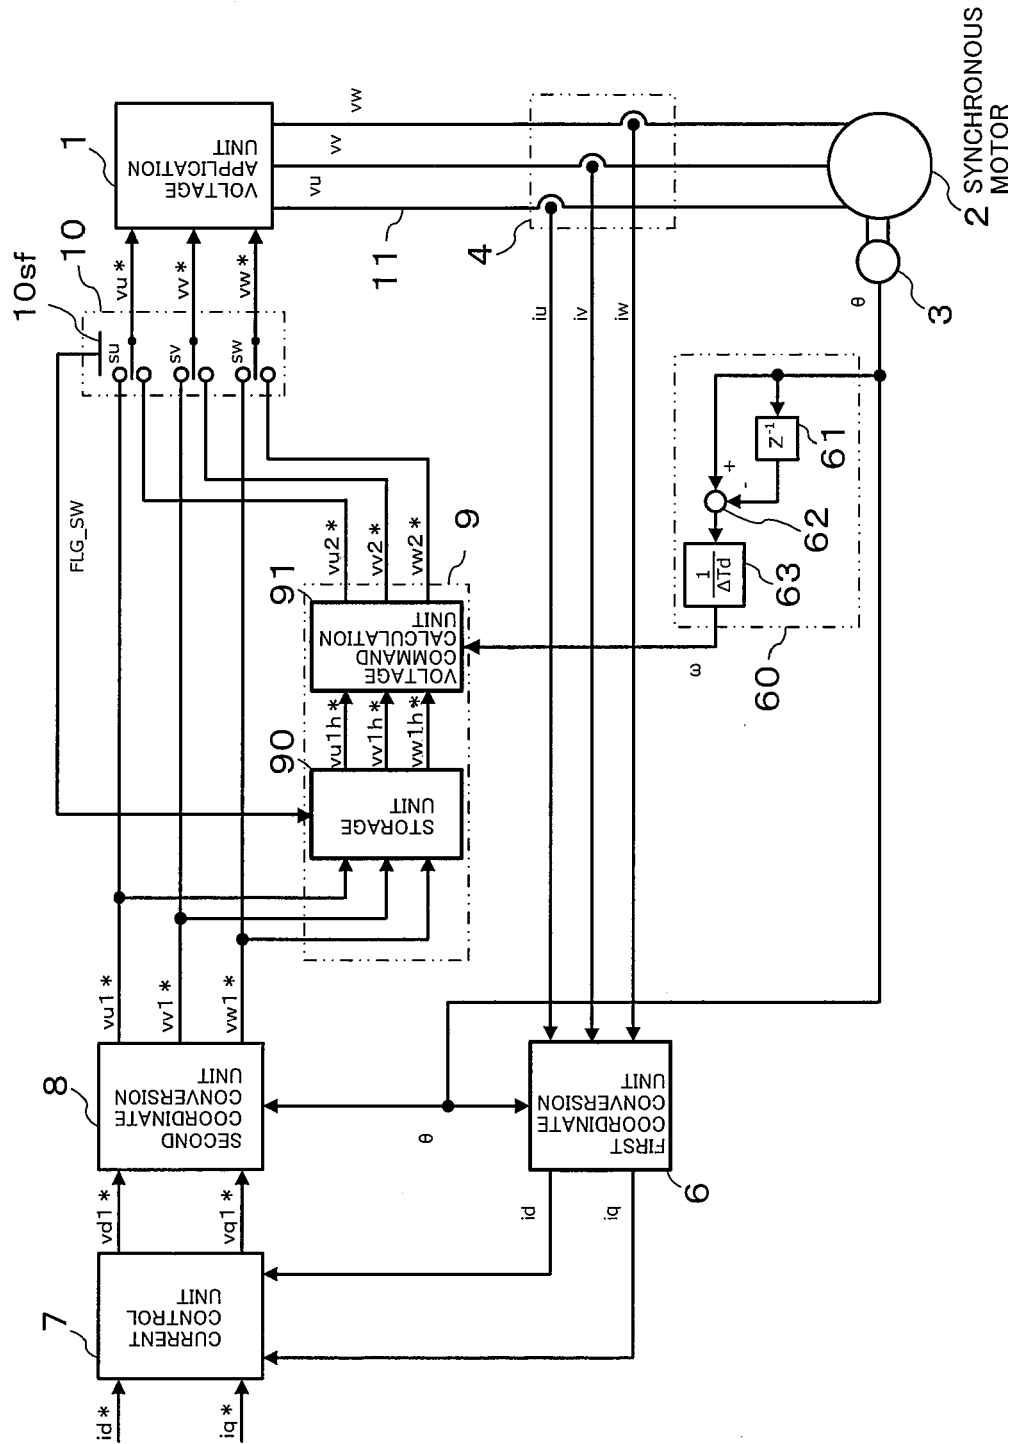 id*
iq*
7
CURRENT
CONTROL
UNIT
vd1*
vq1*
8
SECOND
COORDINATE
CONVERSION
UNIT
vu1*
vv1*
vw1*
FLG_SW
90
STORAGE
UNIT
vu1h*
vv1h*
vw1h*
91
VOLTAGE
COMMAND
CALCULATION
UNIT
9
vu2*
vv2*
vw2*
10sf
10
su
sv
sw
vu*
vv*
vw*
1
VOLTAGE
APPLICATION
UNIT
vu
vv
vw
11
4
iu
iv
iw
id
iq
6
FIRST
COORDINATE
CONVERSION
UNIT
θ
60
ω
63
1
ΔTd
62
+
-
61
Z⁻¹
θ
3
2 SYNCHRONOUS
MOTOR